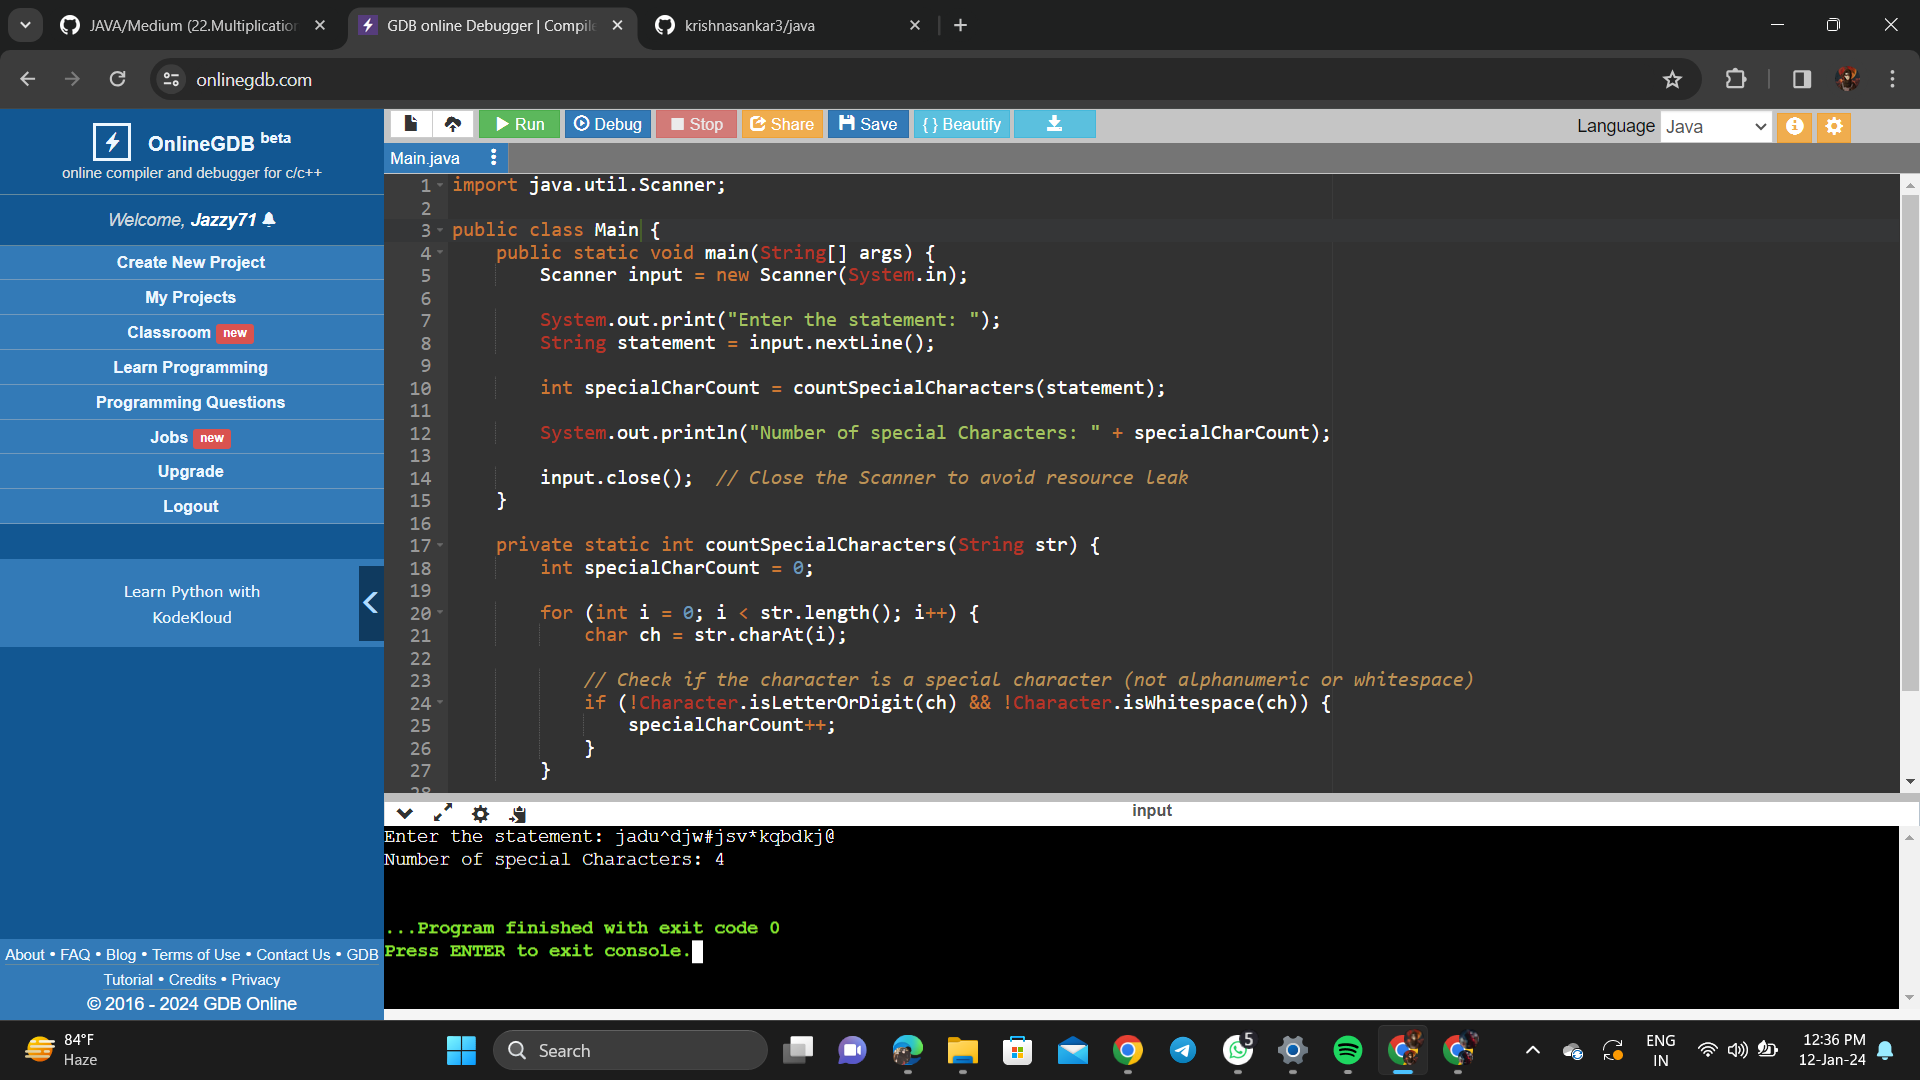 JAVA/Medium (22.Multiplication
GDB online Debugger | Compile
krishnasankar3/java
onlinegdb.com
OnlineGDB beta
online compiler and debugger for c/c++
Welcome, Jazzy71
Create New Project
My Projects
Classroom new
Learn Programming
Programming Questions
Jobs new
Upgrade
Logout
Learn Python with
KodeKloud
About • FAQ • Blog • Terms of Use • Contact Us • GDB
Tutorial • Credits • Privacy
© 2016 - 2024 GDB Online
Run Debug Stop Share Save { } Beautify
Language Java
Main.java
1 import java.util.Scanner;
2
3 public class Main {
4     public static void main(String[] args) {
5         Scanner input = new Scanner(System.in);
6
7         System.out.print("Enter the statement: ");
8         String statement = input.nextLine();
9
10         int specialCharCount = countSpecialCharacters(statement);
11
12         System.out.println("Number of special Characters: " + specialCharCount);
13
14         input.close();  // Close the Scanner to avoid resource leak
15     }
16
17     private static int countSpecialCharacters(String str) {
18         int specialCharCount = 0;
19
20         for (int i = 0; i < str.length(); i++) {
21             char ch = str.charAt(i);
22
23             // Check if the character is a special character (not alphanumeric or whitespace)
24             if (!Character.isLetterOrDigit(ch) && !Character.isWhitespace(ch)) {
25                 specialCharCount++;
26             }
27         }
28
input
Enter the statement: jadu^djw#jsv*kqbdkj@
Number of special Characters: 4
...Program finished with exit code 0
Press ENTER to exit console.
84°F
Haze
Search
5
ENG
IN
12:36 PM
12-Jan-24